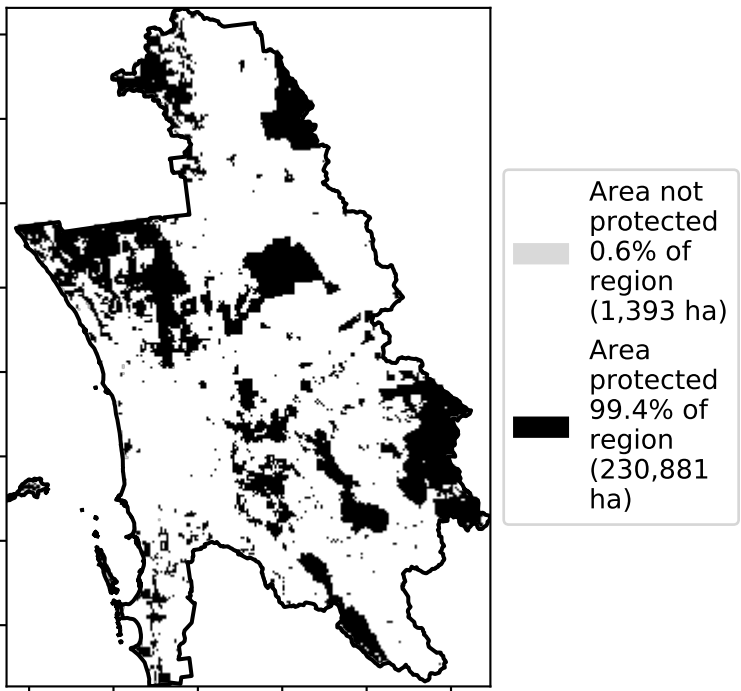 Area not
protected
0.6% of
region
(1,393 ha)
Area
protected
99.4% of
region
(230,881
ha)